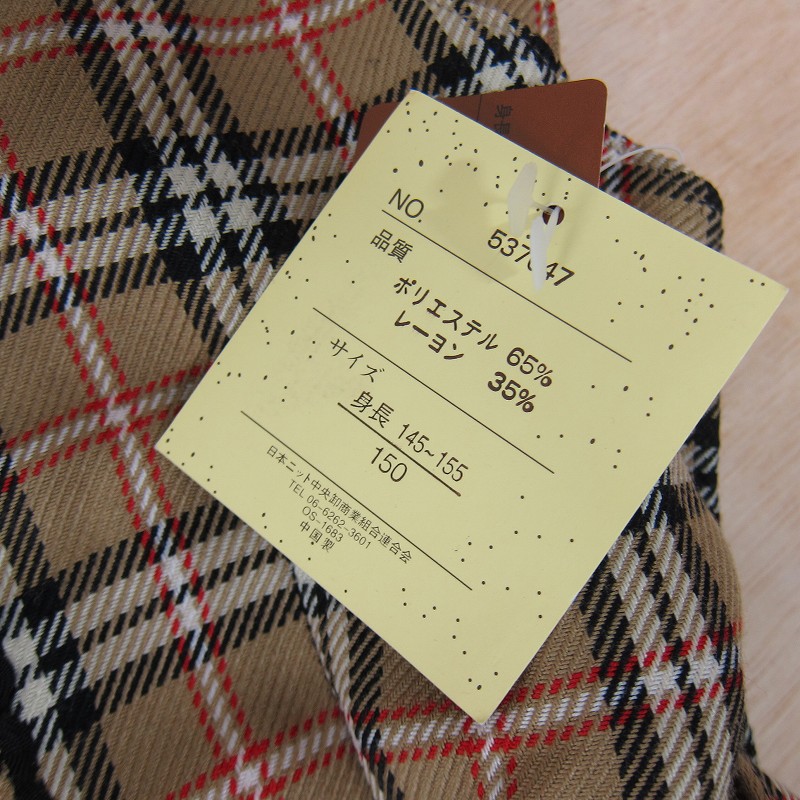 NO.
品質
ポリエステル 65%
レーヨン 35%
サイズ
身長 145~155
150
日本ニット中央卸商業組合連合会
TEL 06-6262-3601
OS-1683
中国製